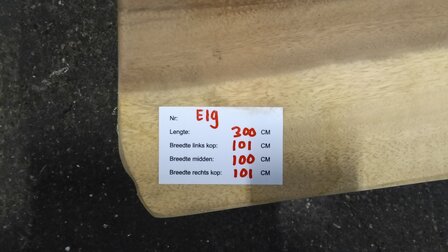 Nr: E19
Lengte: 300 CM
Breedte links kop: 101 CM
Breedte midden: 100 CM
Breedte rechts kop: 101 CM